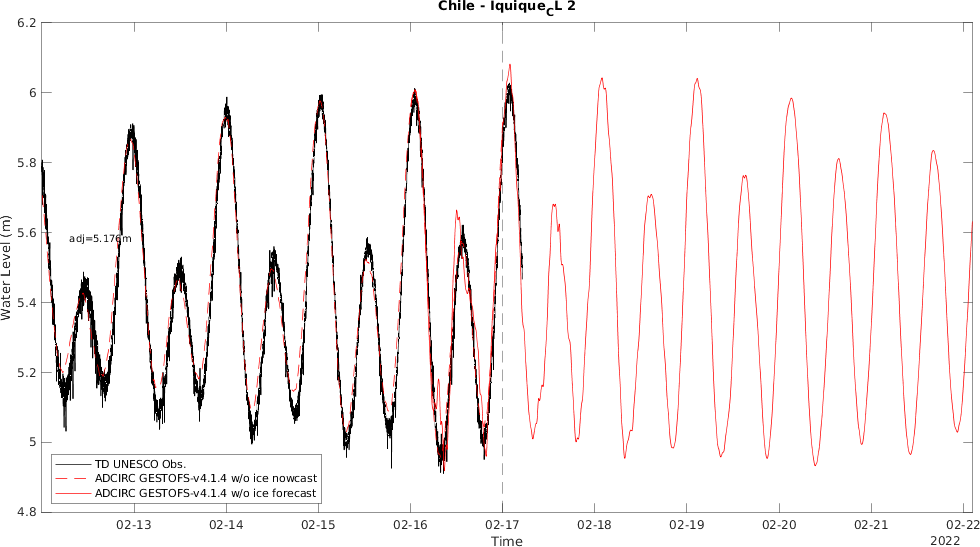 Chile - Iquique_CL 2
6.2
6
5.8
5.6
5.4
5.2
5
4.8
Water Level (m)
adj=5.176m
TD UNESCO Obs.
ADCIRC GESTOFS-v4.1.4 w/o ice nowcast
ADCIRC GESTOFS-v4.1.4 w/o ice forecast
02-13 02-14 02-15 02-16 02-17 02-18 02-19 02-20 02-21 02-22
Time
2022